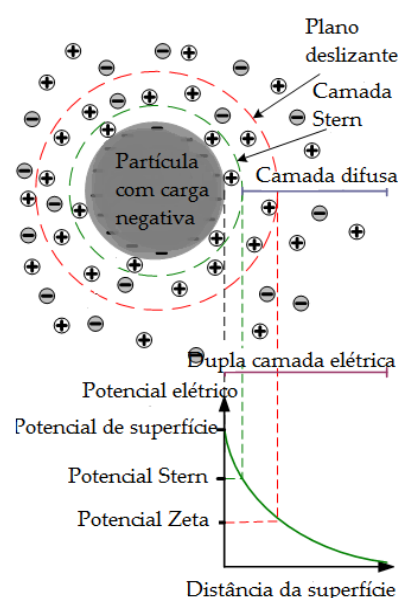 Plano
deslizante
Camada
Stern
Partícula
com carga
negativa
Camada difusa
Dupla camada elétrica
Potencial elétrico
Potencial de superfície
Potencial Stern
Potencial Zeta
Distância da superfície